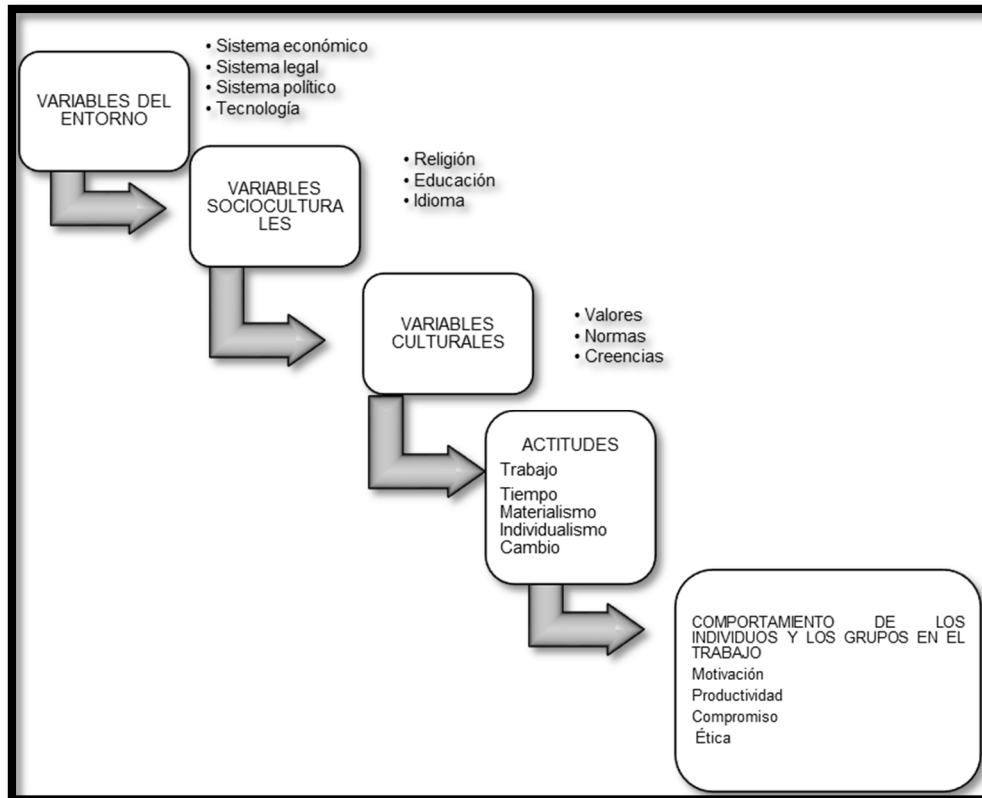 VARIABLES DEL
ENTORNO
• Sistema económico
• Sistema legal
• Sistema político
• Tecnología
VARIABLES
SOCIOCULTURA
LES
• Religión
• Educación
• Idioma
VARIABLES
CULTURALES
• Valores
• Normas
• Creencias
ACTITUDES
Trabajo
Tiempo
Materialismo
Individualismo
Cambio
COMPORTAMIENTO DE LOS
INDIVIDUOS Y LOS GRUPOS EN EL
TRABAJO
Motivación
Productividad
Compromiso
Ética